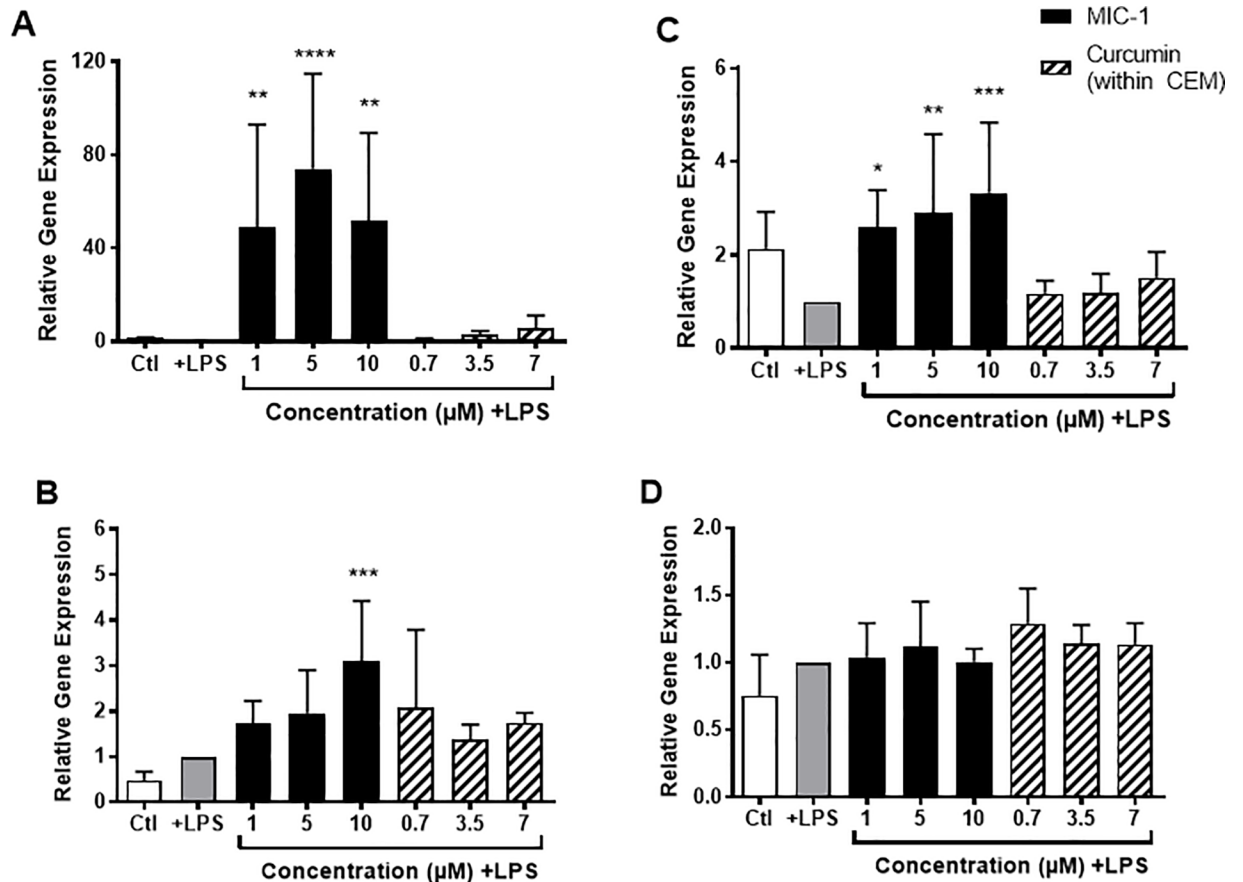 A
Relative Gene Expression
120
80
40
0
**
****
**
Ctl +LPS 1 5 10 0.7 3.5 7
Concentration (µM) +LPS
C
MIC-1
Curcumin
(within CEM)
Relative Gene Expression
6
4
2
0
*
**
***
Ctl +LPS 1 5 10 0.7 3.5 7
Concentration (µM) +LPS
B
Relative Gene Expression
6
5
4
3
2
1
0
***
Ctl +LPS 1 5 10 0.7 3.5 7
Concentration (µM) +LPS
D
Relative Gene Expression
2.0
1.5
1.0
0.5
0.0
Ctl +LPS 1 5 10 0.7 3.5 7
Concentration (µM) +LPS